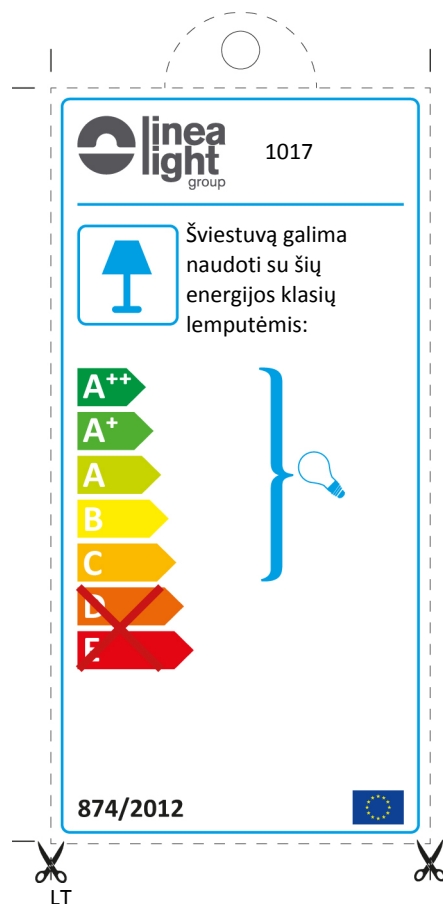 linea
light
group
1017
Šviestuvą galima
naudoti su šių
energijos klasių
lemputėmis:
A++
A+
A
B
C
D
E
874/2012
LT